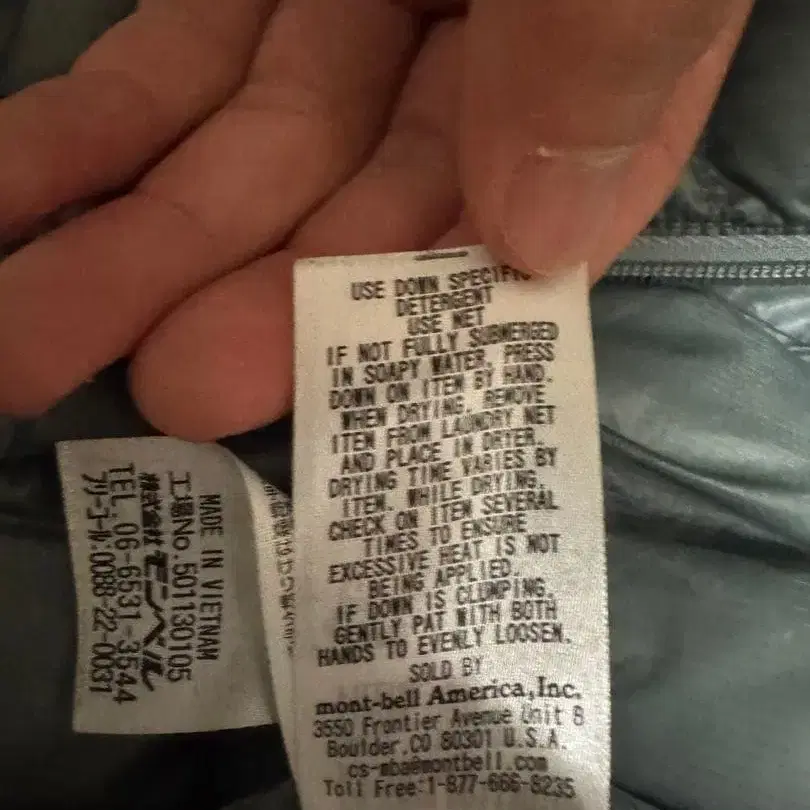 USE DOWN SPECIFIC
DETERGENT
USE NET
IF NOT FULLY SUBMERGED
IN SOAPY WATER, PRESS
DOWN ON ITEM BY HAND.
WHEN DRYING, REMOVE
ITEM FROM LAUNDRY NET
AND PLACE IN DRYER.
DRYING TIME VARIES BY
ITEM. WHILE DRYING,
CHECK ON ITEM SEVERAL
TIMES TO ENSURE
EXCESSIVE HEAT IS NOT
BEING APPLIED.
IF DOWN IS CLUMPING,
GENTLY PAT WITH BOTH
HANDS TO EVENLY LOOSEN.
SOLD BY
mont-bell America, Inc.
3550 Frontier Avenue Unit B
Boulder, CO 80301 U.S.A.
cs-mba@montbell.com
Toll Free:1-877-666-8235
MADE IN VIETNAM
工場No.501130105
株式会社 モンベル
TEL. 06-6531-3544
フリーコール:0088-22-0031